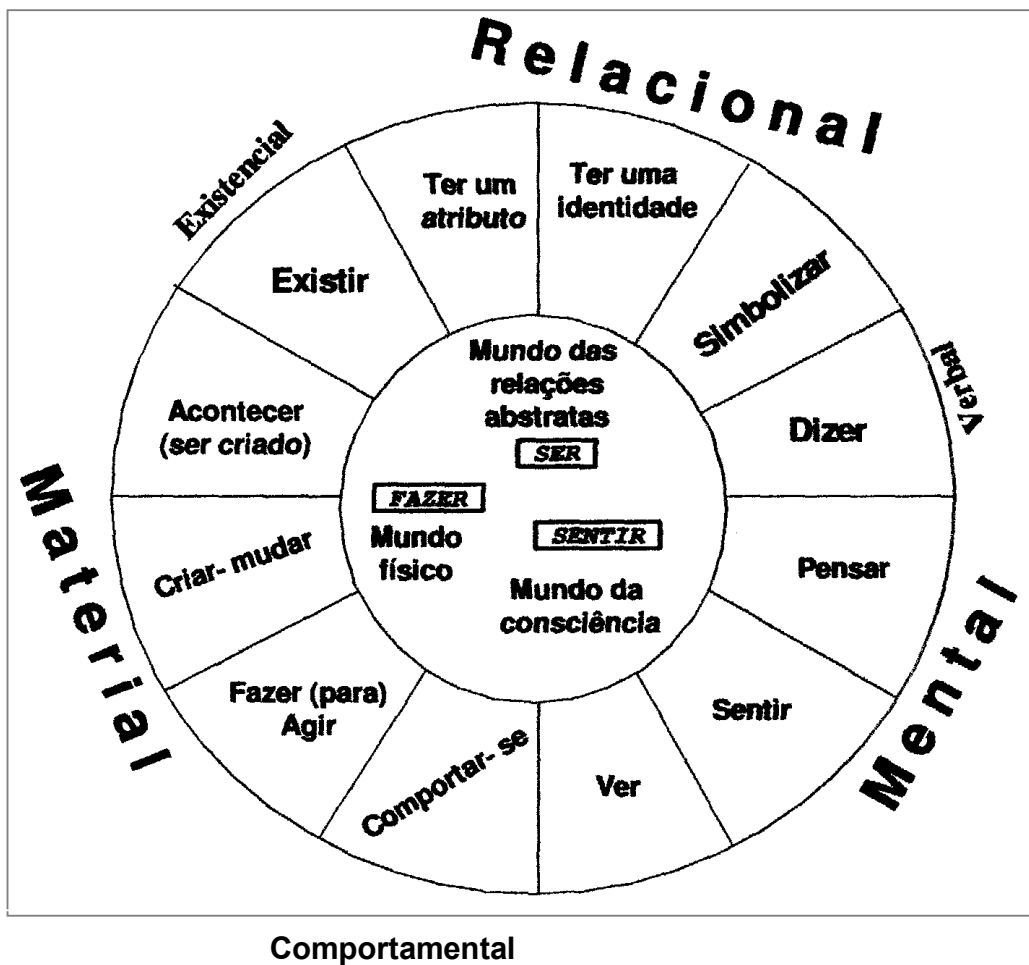 Relacional
Existencial
Ter um
atributo
Ter uma
identidade
Existir
Simbolizar
Verbal
Mundo das
relações
abstratas
SER
Acontecer
(ser criado)
Dizer
FAZER
Mundo
físico
SENTIR
Mundo da
consciência
Material
Criar- mudar
Pensar
Mental
Fazer (para)
Agir
Sentir
Comportar- se
Ver
Comportamental